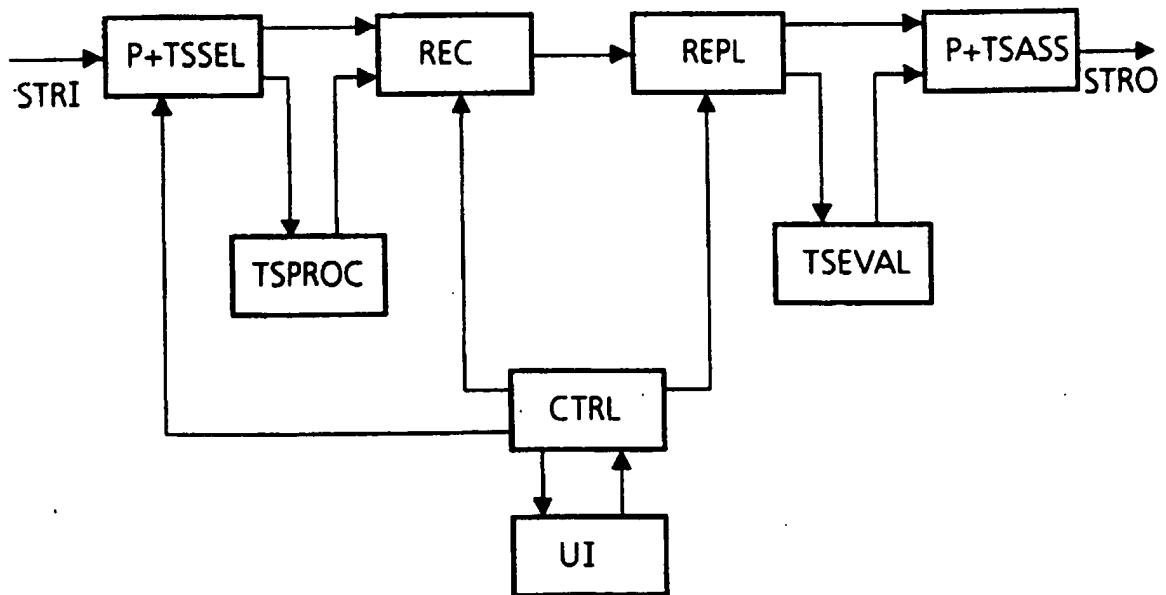 P+TSSEL
REC
REPL
P+TSASS
STRI
STRO
TSPROC
TSEVAL
CTRL
UI